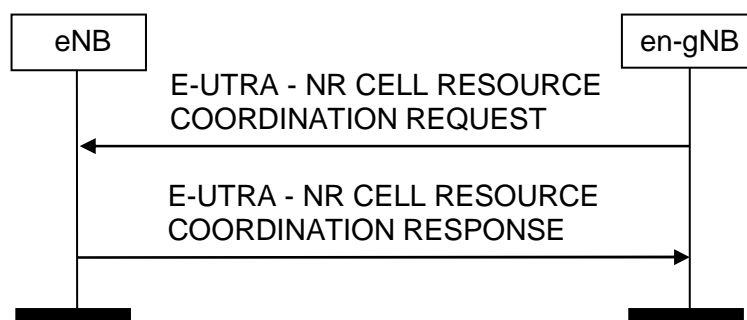 eNB
en-gNB
E-UTRA - NR CELL RESOURCE
COORDINATION REQUEST
E-UTRA - NR CELL RESOURCE
COORDINATION RESPONSE